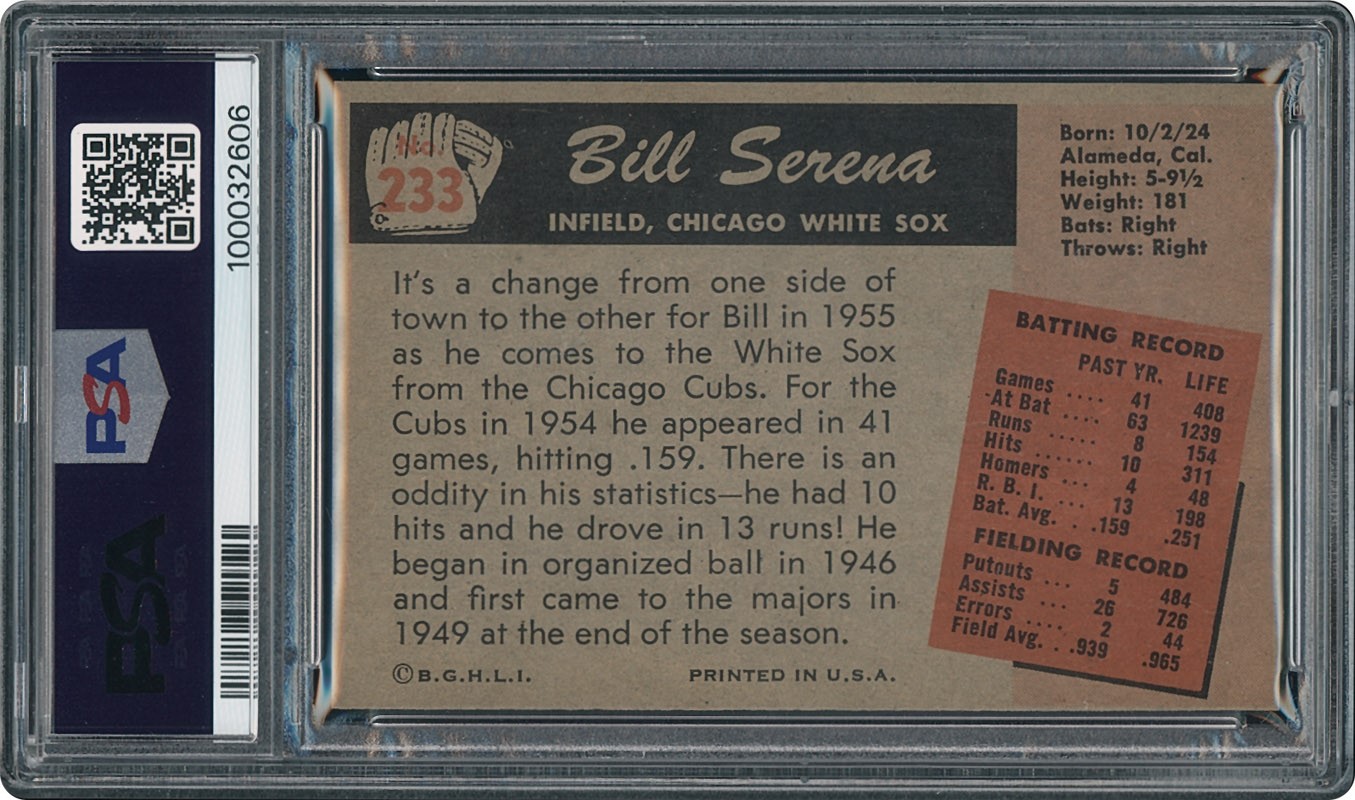 PSA
100032606
PSA
No.
233
Bill Serena
INFIELD, CHICAGO WHITE SOX
Born: 10/2/24
Alameda, Cal.
Height: 5-9½
Weight: 181
Bats: Right
Throws: Right
It's a change from one side of
town to the other for Bill in 1955
as he comes to the White Sox
from the Chicago Cubs. For the
Cubs in 1954 he appeared in 41
games, hitting .159. There is an
oddity in his statistics—he had 10
hits and he drove in 13 runs! He
began in organized ball in 1946
and first came to the majors in
1949 at the end of the season.
©B.G.H.L.I. PRINTED IN U.S.A.
BATTING RECORD
PAST YR. LIFE
Games .... 41 408
At Bat .... 63 1239
Runs ..... 8 154
Hits ...... 10 311
Homers ... 4 48
R. B. I. .... 13 198
Bat. Avg. . .159 .251
FIELDING RECORD
Putouts ... 5 484
Assists ... 26 726
Errors .... 2 44
Field Avg. . .939 .965